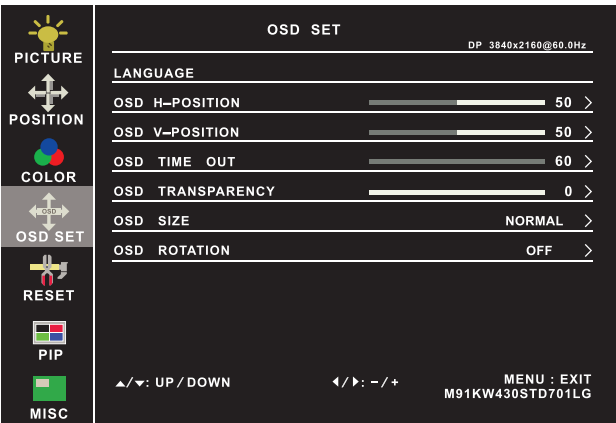 OSD SET
DP 3840x2160@60.0Hz
PICTURE
POSITION
COLOR
OSD
OSD SET
RESET
PIP
MISC
LANGUAGE
OSD H–POSITION 50 >
OSD V–POSITION 50 >
OSD TIME OUT 60 >
OSD TRANSPARENCY 0 >
OSD SIZE NORMAL >
OSD ROTATION OFF >
▲/▼: UP / DOWN
◀/▶: – / +
MENU : EXIT
M91KW430STD701LG